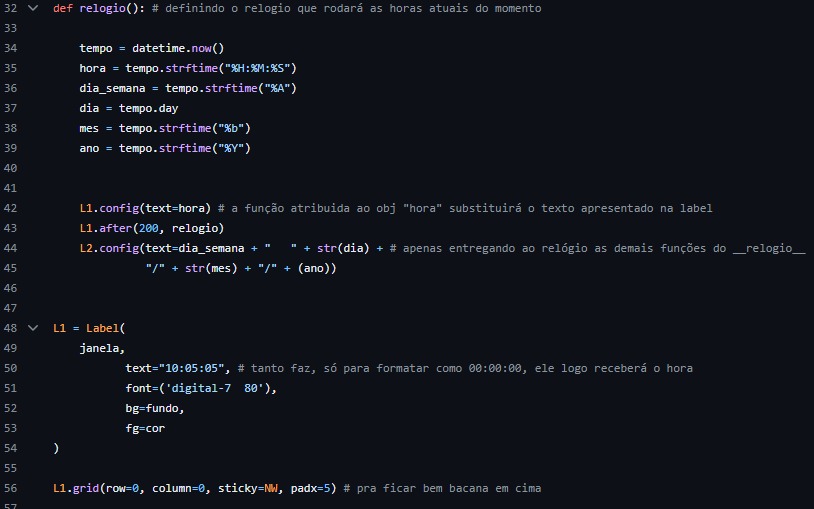 32 def relogio(): # definindo o relogio que rodará as horas atuais do momento
33
34 tempo = datetime.now()
35 hora = tempo.strftime("%H:%M:%S")
36 dia_semana = tempo.strftime("%A")
37 dia = tempo.day
38 mes = tempo.strftime("%b")
39 ano = tempo.strftime("%Y")
40
41
42 L1.config(text=hora) # a função atribuida ao obj "hora" substituirá o texto apresentado na label
43 L1.after(200, relogio)
44 L2.config(text=dia_semana + "   " + str(dia) + # apenas entregando ao relógio as demais funções do __relogio__
45 "/" + str(mes) + "/" + (ano))
46
47
48 L1 = Label(
49 janela,
50 text="10:05:05", # tanto faz, só para formatar como 00:00:00, ele logo receberá o hora
51 font=('digital-7  80'),
52 bg=fundo,
53 fg=cor
54 )
55
56 L1.grid(row=0, column=0, sticky=NW, padx=5) # pra ficar bem bacana em cima
57